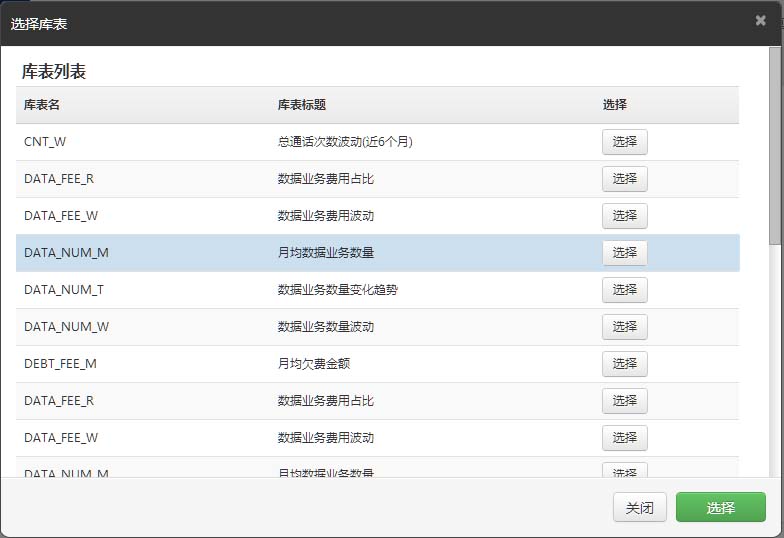 选择库表
库表列表
库表名 库表标题 选择
CNT_W 总通话次数波动(近6个月) 选择
DATA_FEE_R 数据业务费用占比 选择
DATA_FEE_W 数据业务费用波动 选择
DATA_NUM_M 月均数据业务数量 选择
DATA_NUM_T 数据业务数量变化趋势 选择
DATA_NUM_W 数据业务数量波动 选择
DEBT_FEE_M 月均欠费金额 选择
DATA_FEE_R 数据业务费用占比 选择
DATA_FEE_W 数据业务费用波动 选择
DATA_NUM_M 月均数据业务数量 选择
关闭 选择